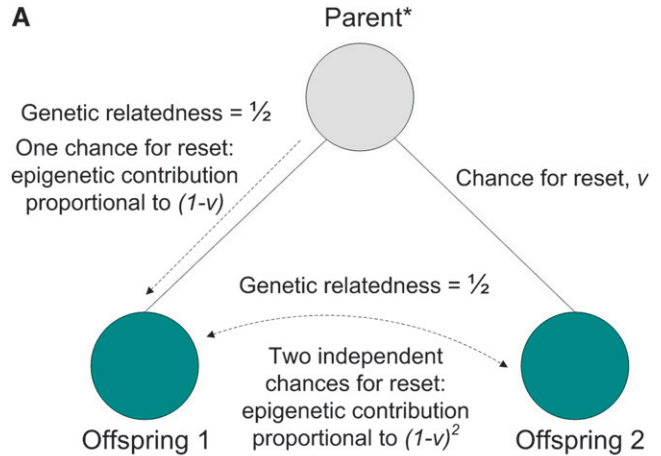 A
Parent*
Genetic relatedness = ½
One chance for reset:
epigenetic contribution
proportional to (1-v)
Chance for reset, v
Genetic relatedness = ½
Two independent
chances for reset:
epigenetic contribution
proportional to (1-v)²
Offspring 1
Offspring 2